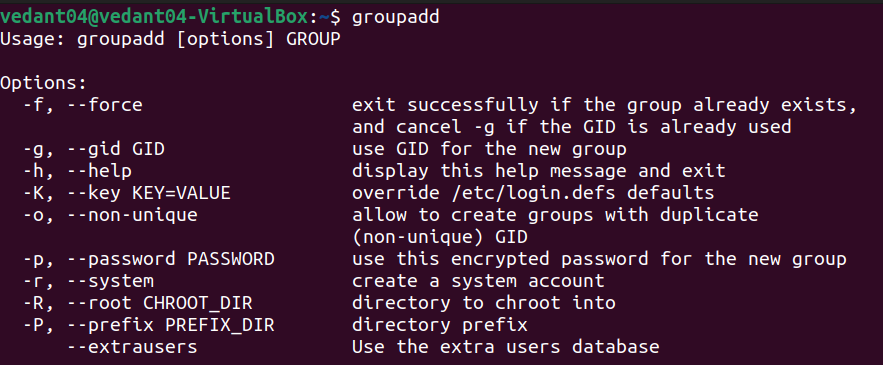 vedant04@vedant04-VirtualBox:~$ groupadd
Usage: groupadd [options] GROUP

Options:
  -f, --force                   exit successfully if the group already exists,
                                and cancel -g if the GID is already used
  -g, --gid GID                 use GID for the new group
  -h, --help                    display this help message and exit
  -K, --key KEY=VALUE           override /etc/login.defs defaults
  -o, --non-unique              allow to create groups with duplicate
                                (non-unique) GID
  -p, --password PASSWORD       use this encrypted password for the new group
  -r, --system                  create a system account
  -R, --root CHROOT_DIR         directory to chroot into
  -P, --prefix PREFIX_DIR       directory prefix
      --extrausers              Use the extra users database